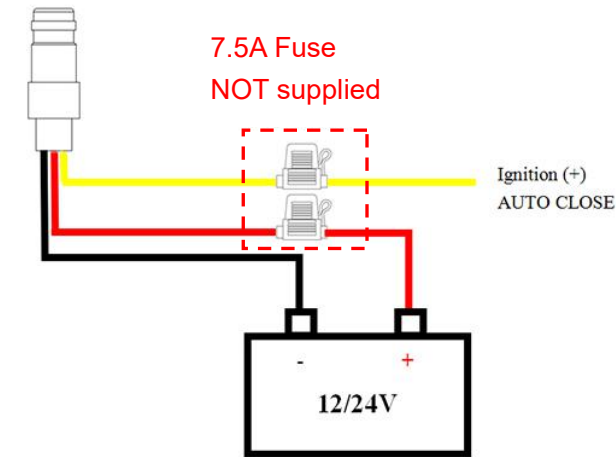 7.5A Fuse
NOT supplied
Ignition (+)
AUTO CLOSE
- +
12/24V